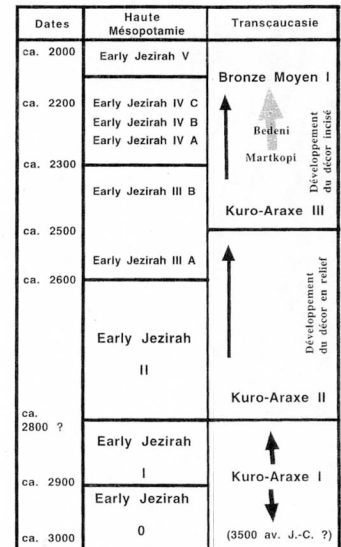 Dates
Haute
Mésopotamie
Transçaucasie
ca. 2000
Early Jezirah V
Bronze Moyen I
ca. 2200
Early Jezirah IV C
Early Jezirah IV B
Early Jezirah IV A
Bedeni
Martkopi
Développement
du décor incisé
ca. 2300
Early Jezirah III B
Kuro-Araxe III
ca. 2500
Early Jezirah III A
ca. 2600
Développement
du décor en relief
Early Jezirah
II
Kuro-Araxe II
ca.
2800 ?
Early Jezirah
I
Kuro-Araxe I
ca. 2900
Early Jezirah
0
ca. 3000
(3500 av. J.-C. ?)